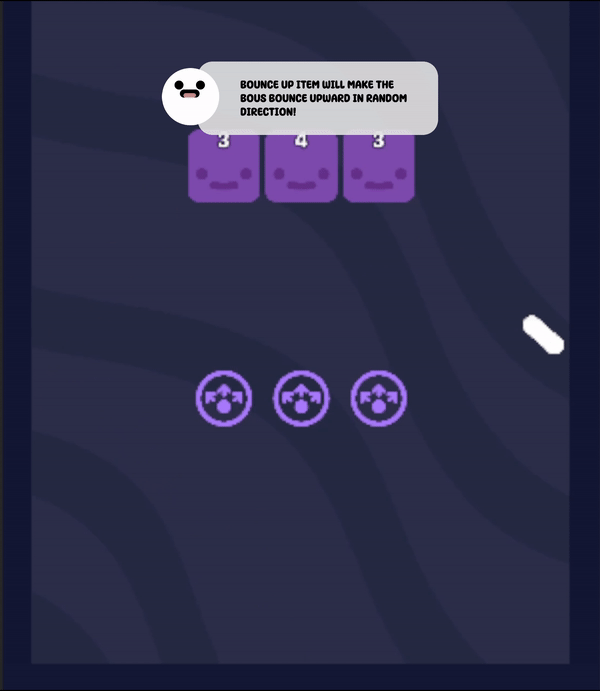 BOUNCE UP ITEM WILL MAKE THE
BOUS BOUNCE UPWARD IN RANDOM
DIRECTION!
3 4 3